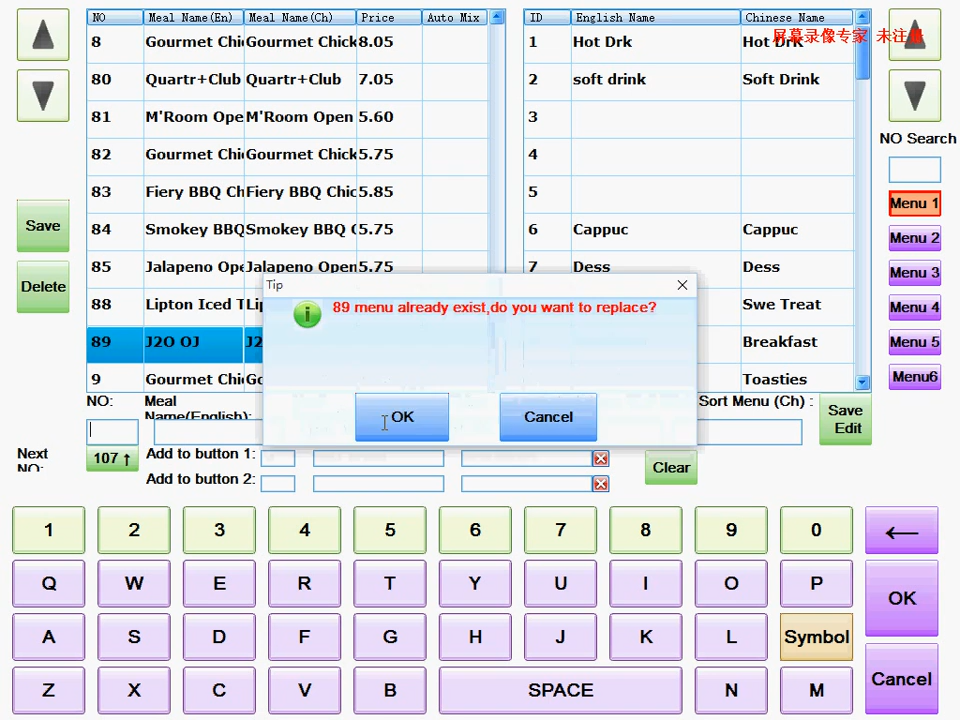 NO Meal Name(En) Meal Name(Ch) Price Auto Mix
8 Gourmet Chi Gourmet Chick 8.05
80 Quartr+Club Quartr+Club 7.05
81 M'Room Ope M'Room Open 5.60
82 Gourmet Chi Gourmet Chick 5.75
83 Fiery BBQ Ch Fiery BBQ Chic 5.85
84 Smokey BBQ Smokey BBQ C 5.75
85 Jalapeno Ope Jalapeno Open 5.75
88 Lipton Iced T Lip
89 J2O OJ J2
9 Gourmet Chi Go
ID English Name Chinese Name
1 Hot Drk Hot Drk
2 soft drink Soft Drink
3
4
5
6 Cappuc Cappuc
7 Dess Dess
Swe Treat
Breakfast
Toasties
屏幕录像专家 未注册
NO Search
Menu 1
Menu 2
Menu 3
Menu 4
Menu 5
Menu6
Save
Delete
Tip
89 menu already exist,do you want to replace?
OK Cancel
NO: Meal
Name(English):
Sort Menu (Ch) :
Save
Edit
Next
NO:
107 ↑
Add to button 1:
Add to button 2:
Clear
1 2 3 4 5 6 7 8 9 0 ←
Q W E R T Y U I O P OK
A S D F G H J K L Symbol
Z X C V B SPACE N M Cancel